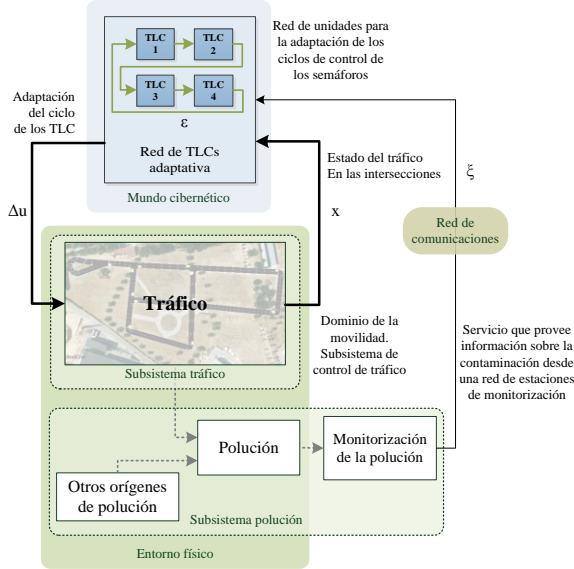 Red de unidades para
la adaptación de los
ciclos de control de
los semáforos
TLC
1
TLC
2
TLC
3
TLC
4
ε
Red de TLCs
adaptativa
Mundo cibernético
Adaptación
del ciclo
de los TLC
Estado del tráfico
En las intersecciones
ξ
Δu
x
Red de
comunicaciones
Tráfico
Subsistema tráfico
Dominio de la
movilidad.
Subsistema de
control de tráfico
Servicio que provee
información sobre la
contaminación desde
una red de estaciones
de monitorización
Polución
Monitorización
de la polución
Otros orígenes
de polución
Subsistema polución
Entorno físico